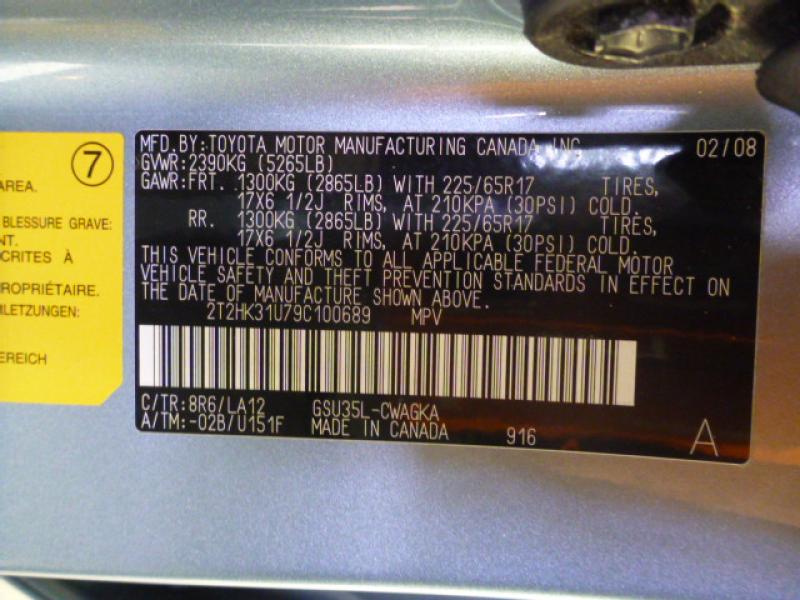 7
AREA.
BLESSURE GRAVE:
NT.
CRITES À
PROPRIÉTAIRE.
LETZUNGEN:
EREICH
MFD.BY:TOYOTA MOTOR MANUFACTURING CANADA INC. 02/08
GVWR:2390KG (5265LB)
GAWR:FRT. 1300KG (2865LB) WITH 225/65R17 TIRES,
17X6 1/2J RIMS, AT 210KPA (30PSI) COLD.
RR. 1300KG (2865LB) WITH 225/65R17 TIRES,
17X6 1/2J RIMS, AT 210KPA (30PSI) COLD.
THIS VEHICLE CONFORMS TO ALL APPLICABLE FEDERAL MOTOR
VEHICLE SAFETY AND THEFT PREVENTION STANDARDS IN EFFECT ON
THE DATE OF MANUFACTURE SHOWN ABOVE.
2T2HK31U79C100689 MPV
C/TR:8R6/LA12 GSU35L-CWAGKA
A/TM:-02B/U151F MADE IN CANADA 916 A